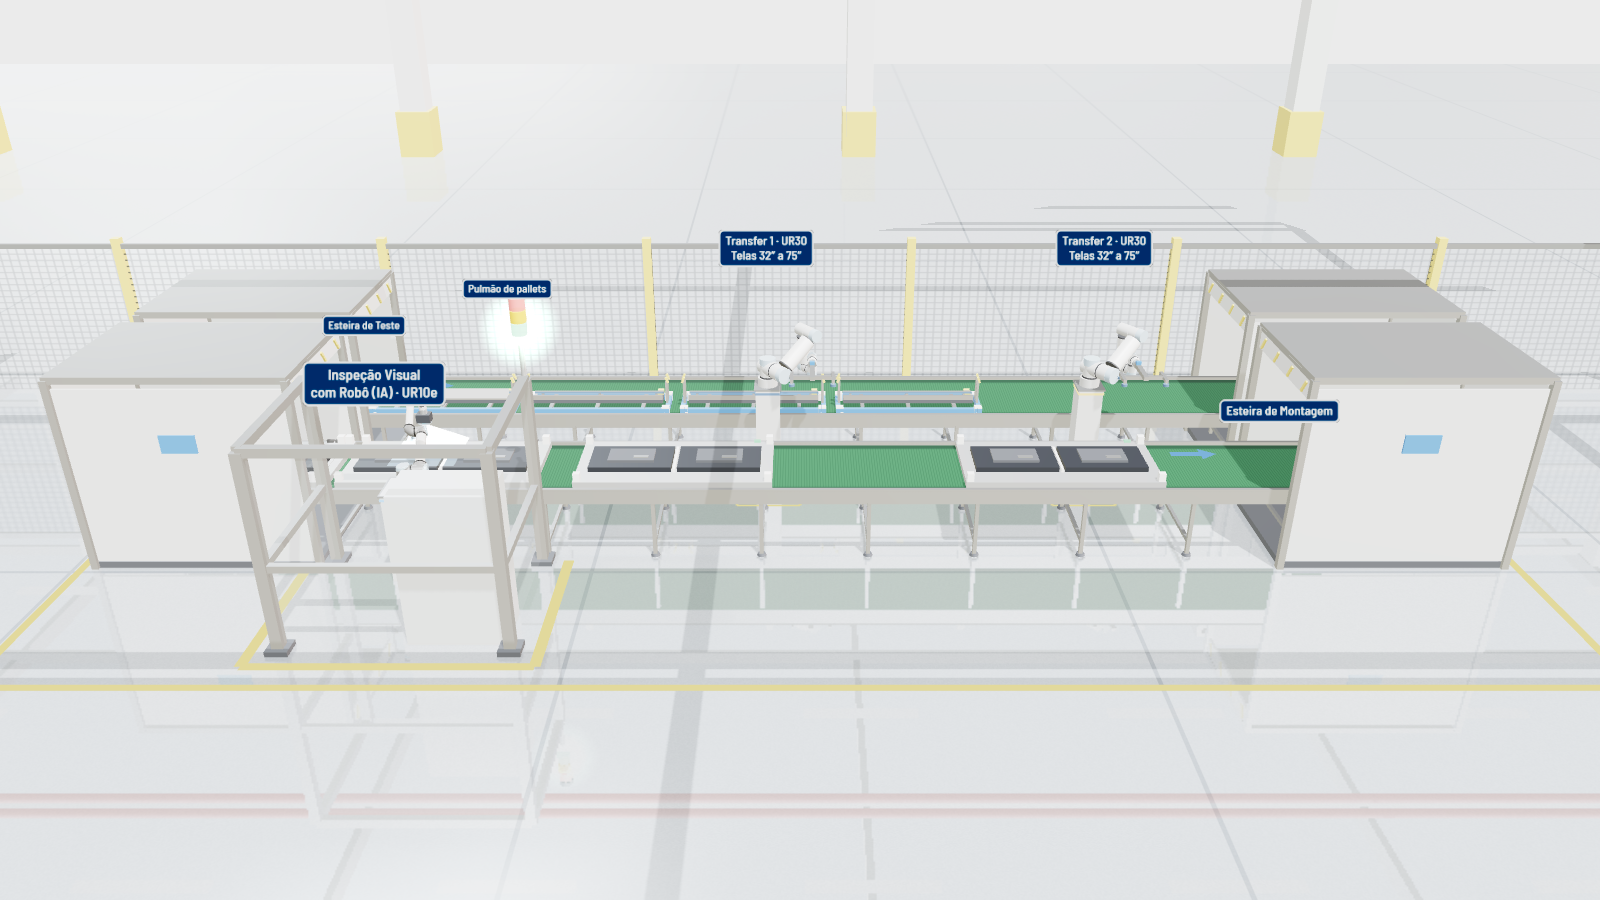 Transfer 1 · UR30
Telas 32" a 75"
Transfer 2 · UR30
Telas 32" a 75"
Pulmão de pallets
Esteira de Teste
Inspeção Visual
com Robô (IA) · UR10e
Esteira de Montagem